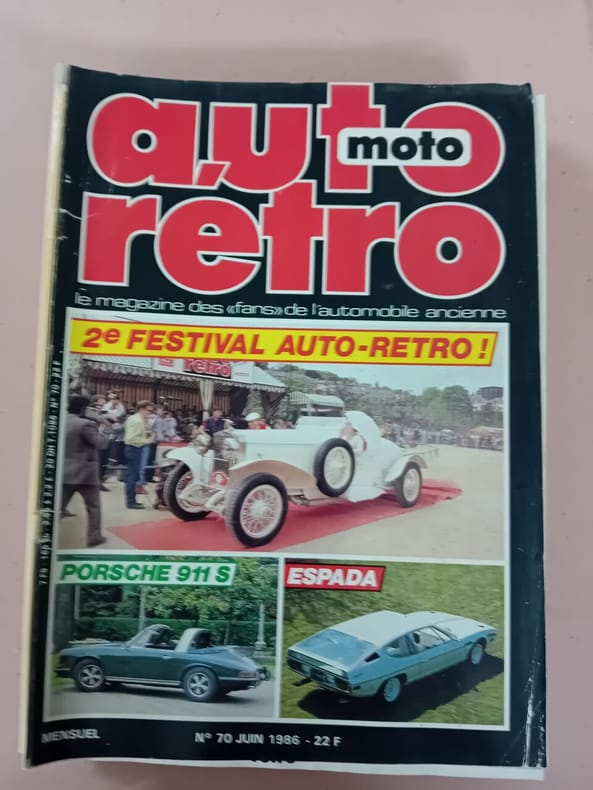 auto
moto
retro
le magazine des «fans» de l'automobile ancienne
2e FESTIVAL AUTO-RETRO !
retro
PORSCHE 911 S
ESPADA
MENSUEL
N° 70 JUIN 1986 - 22 F